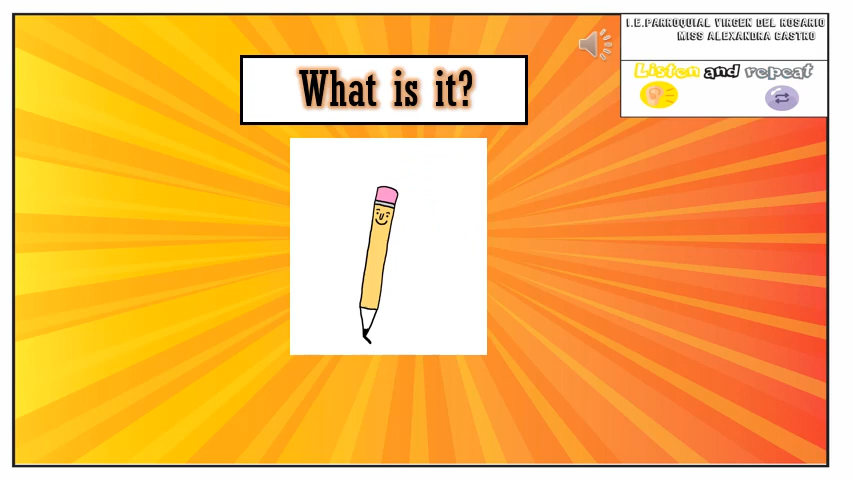 I.E.PARROQUIAL VIRGEN DEL ROSARIO
MISS ALEXANDRA CASTRO
Listen and repeat
What is it?